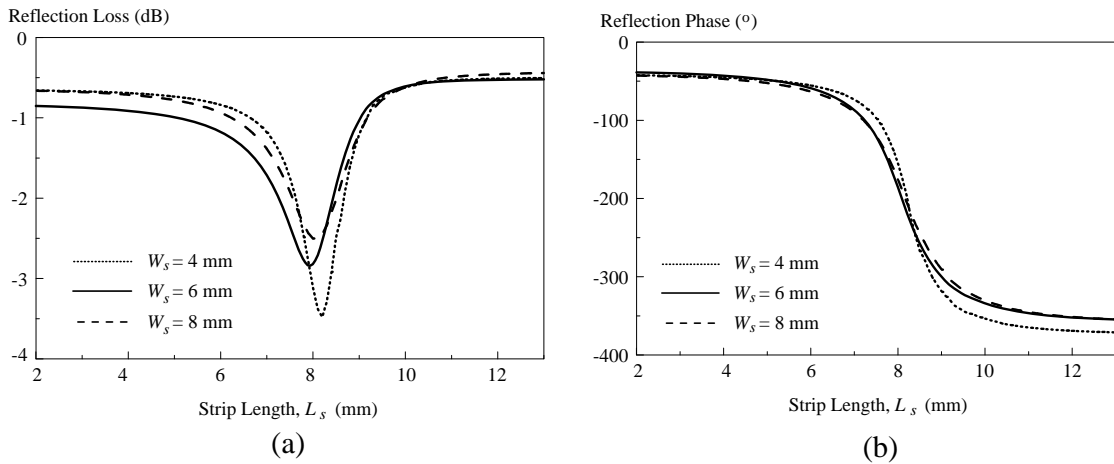 Reflection Loss (dB)
0
-1
-2
-3
-4
W_s = 4 mm
W_s = 6 mm
W_s = 8 mm
2 4 6 8 10 12
Strip Length, L_s (mm)
(a)
Reflection Phase (º)
0
-100
-200
-300
-400
W_s = 4 mm
W_s = 6 mm
W_s = 8 mm
2 4 6 8 10 12
Strip Length, L_s (mm)
(b)